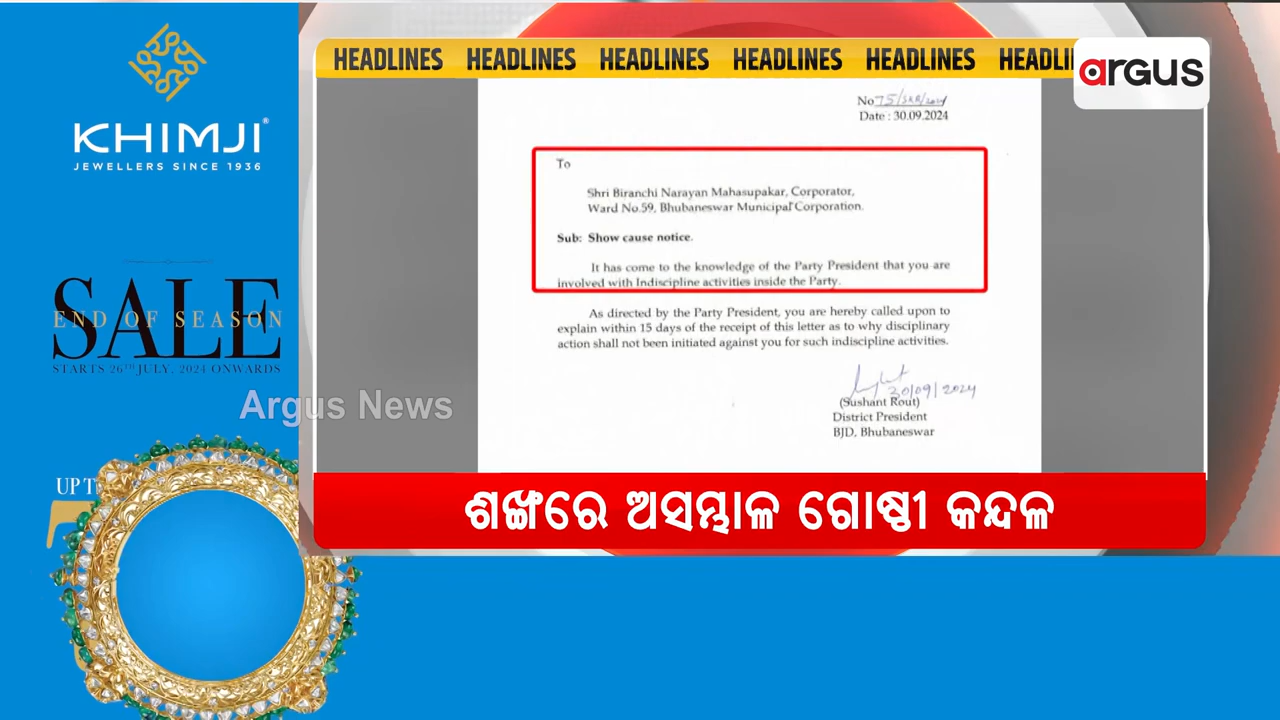 KHIMJI®
JEWELLERS SINCE 1936
SALE
END OF SEASON
STARTS 26TH JULY, 2024 ONWARDS
UP T
HEADLINES HEADLINES HEADLINES HEADLINES HEADLINES HEADLI
argus
No
Date : 30.09.2024
To
Shri Biranchi Narayan Mahasupakar, Corporator,
Ward No.59, Bhubaneswar Municipal Corporation.
Sub: Show cause notice.
It has come to the knowledge of the Party President that you are
involved with Indiscipline activities inside the Party.
As directed by the Party President, you are hereby called upon to
explain within 15 days of the receipt of this letter as to why disciplinary
action shall not been initiated against you for such indiscipline activities.
30/09/2024
(Sushant Rout)
District President
BJD, Bhubaneswar
Argus News
ଶଙ୍ଖରେ ଅସମ୍ଭାଳ ଗୋଷ୍ଠୀ କନ୍ଦଳ